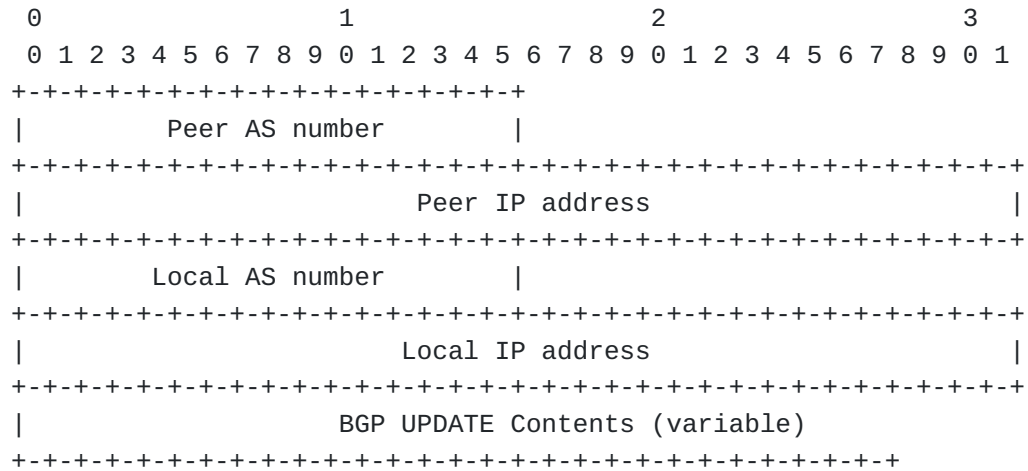 0                   1                   2                   3
 0 1 2 3 4 5 6 7 8 9 0 1 2 3 4 5 6 7 8 9 0 1 2 3 4 5 6 7 8 9 0 1
+-+-+-+-+-+-+-+-+-+-+-+-+-+-+-+-+
|         Peer AS number        |
+-+-+-+-+-+-+-+-+-+-+-+-+-+-+-+-+-+-+-+-+-+-+-+-+-+-+-+-+-+-+-+-+
|                         Peer IP address                       |
+-+-+-+-+-+-+-+-+-+-+-+-+-+-+-+-+-+-+-+-+-+-+-+-+-+-+-+-+-+-+-+-+
|        Local AS number        |
+-+-+-+-+-+-+-+-+-+-+-+-+-+-+-+-+-+-+-+-+-+-+-+-+-+-+-+-+-+-+-+-+
|                        Local IP address                       |
+-+-+-+-+-+-+-+-+-+-+-+-+-+-+-+-+-+-+-+-+-+-+-+-+-+-+-+-+-+-+-+-+
|                    BGP UPDATE Contents (variable)
+-+-+-+-+-+-+-+-+-+-+-+-+-+-+-+-+-+-+-+-+-+-+-+-+-+-+-+-+